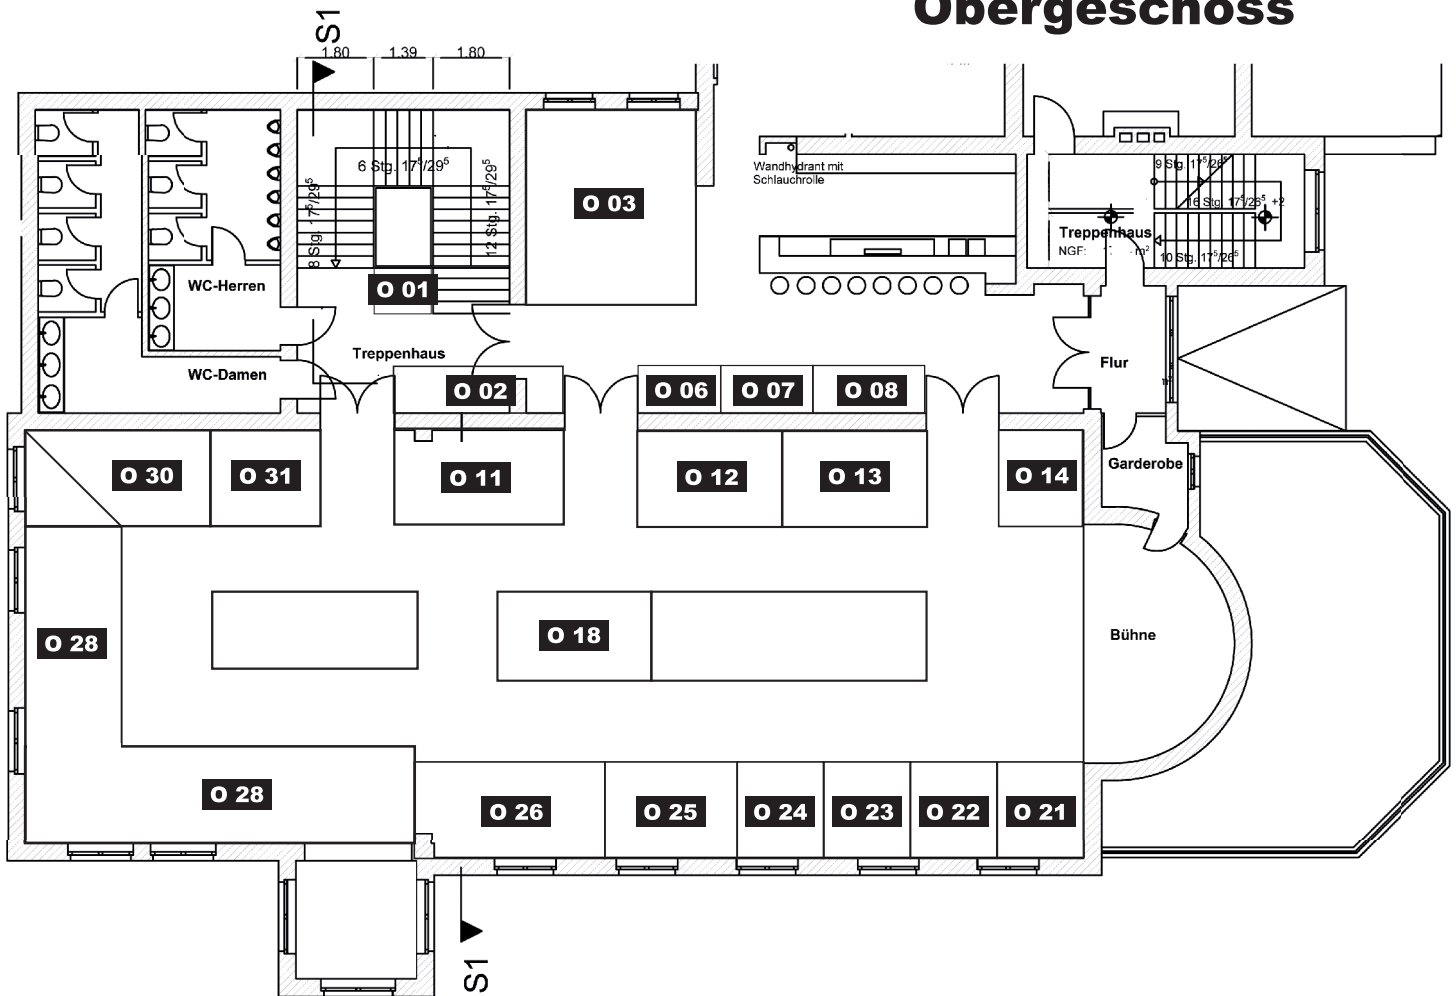 Obergeschoss
S1
1.80 1.39 1.80
6 Stg. 17⁵/29⁵
8 Stg. 17⁵/29⁵
12 Stg. 17⁵/29⁵
O 03
Wandhydrant mit
Schlauchrolle
9 Stg. 17⁵/26⁵
16 Stg. 17⁵/26⁵ +2
Treppenhaus
NGF: m²
10 Stg. 17⁵/26⁵
WC-Herren
O 01
Treppenhaus
Flur
WC-Damen
O 02
O 06
O 07
O 08
O 30
O 31
O 11
O 12
O 13
O 14
Garderobe
O 28
O 18
Bühne
O 28
O 26
O 25
O 24
O 23
O 22
O 21
S1